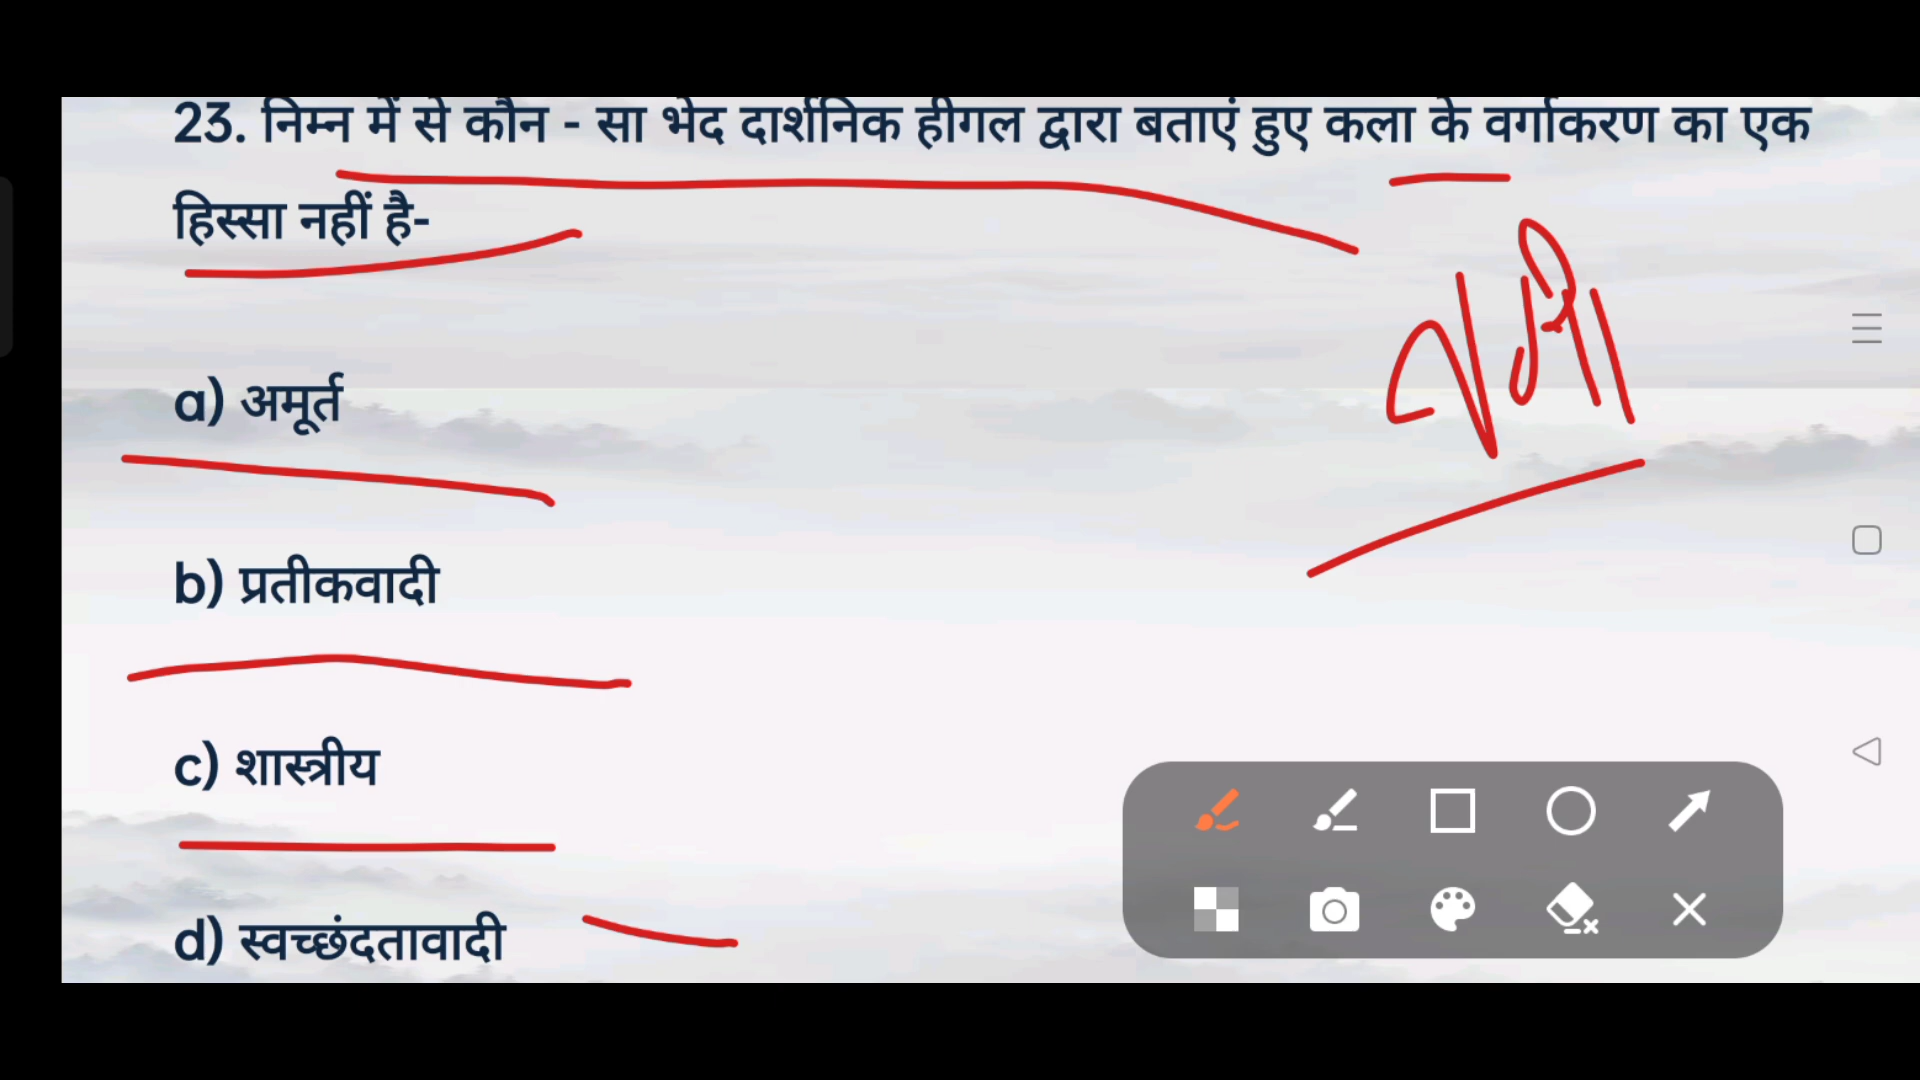 23. निम्न में से कौन - सा भेद दार्शनिक हीगल द्वारा बताएं हुए कला के वर्गाकरण का एक
हिस्सा नहीं है-
a) अमूर्त
b) प्रतीकवादी
c) शास्त्रीय
d) स्वच्छंदतावादी